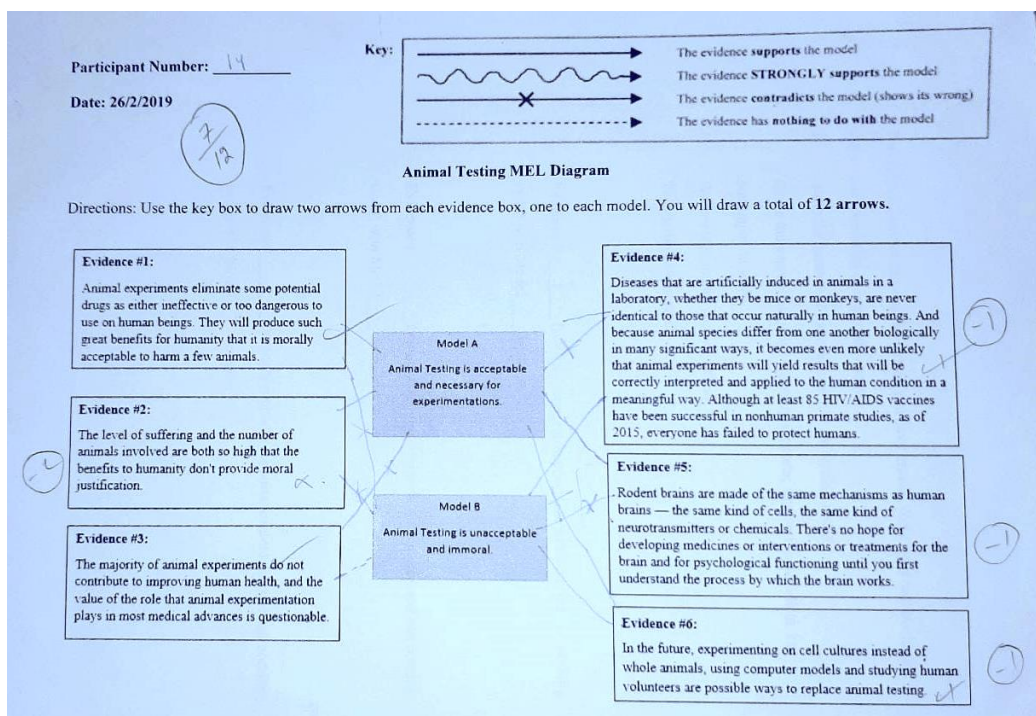 Participant Number: 14
Date: 26/2/2019
7/12
Key:
The evidence supports the model
The evidence STRONGLY supports the model
The evidence contradicts the model (shows its wrong)
The evidence has nothing to do with the model
Animal Testing MEL Diagram
Directions: Use the key box to draw two arrows from each evidence box, one to each model. You will draw a total of 12 arrows.
Evidence #1:
Animal experiments eliminate some potential
drugs as either ineffective or too dangerous to
use on human beings. They will produce such
great benefits for humanity that it is morally
acceptable to harm a few animals.
Evidence #2:
The level of suffering and the number of
animals involved are both so high that the
benefits to humanity don't provide moral
justification.
Evidence #3:
The majority of animal experiments do not
contribute to improving human health, and the
value of the role that animal experimentation
plays in most medical advances is questionable.
Model A
Animal Testing is acceptable
and necessary for
experimentations.
Model B
Animal Testing is unacceptable
and immoral.
Evidence #4:
Diseases that are artificially induced in animals in a
laboratory, whether they be mice or monkeys, are never
identical to those that occur naturally in human beings. And
because animal species differ from one another biologically
in many significant ways, it becomes even more unlikely
that animal experiments will yield results that will be
correctly interpreted and applied to the human condition in a
meaningful way. Although at least 85 HIV/AIDS vaccines
have been successful in nonhuman primate studies, as of
2015, everyone has failed to protect humans.
-1
Evidence #5:
Rodent brains are made of the same mechanisms as human
brains — the same kind of cells, the same kind of
neurotransmitters or chemicals. There's no hope for
developing medicines or interventions or treatments for the
brain and for psychological functioning until you first
understand the process by which the brain works.
-1
Evidence #6:
In the future, experimenting on cell cultures instead of
whole animals, using computer models and studying human
volunteers are possible ways to replace animal testing.
-1